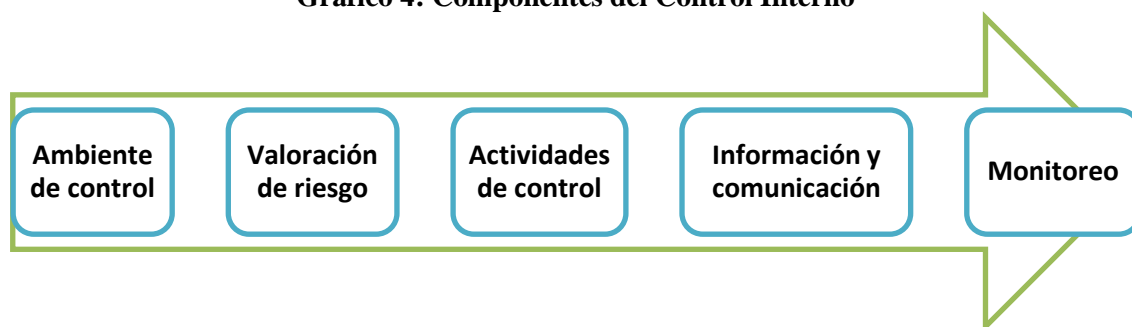 Gráfico 4: Componentes del Control Interno
Ambiente
de control
Valoración
de riesgo
Actividades
de control
Información y
comunicación
Monitoreo